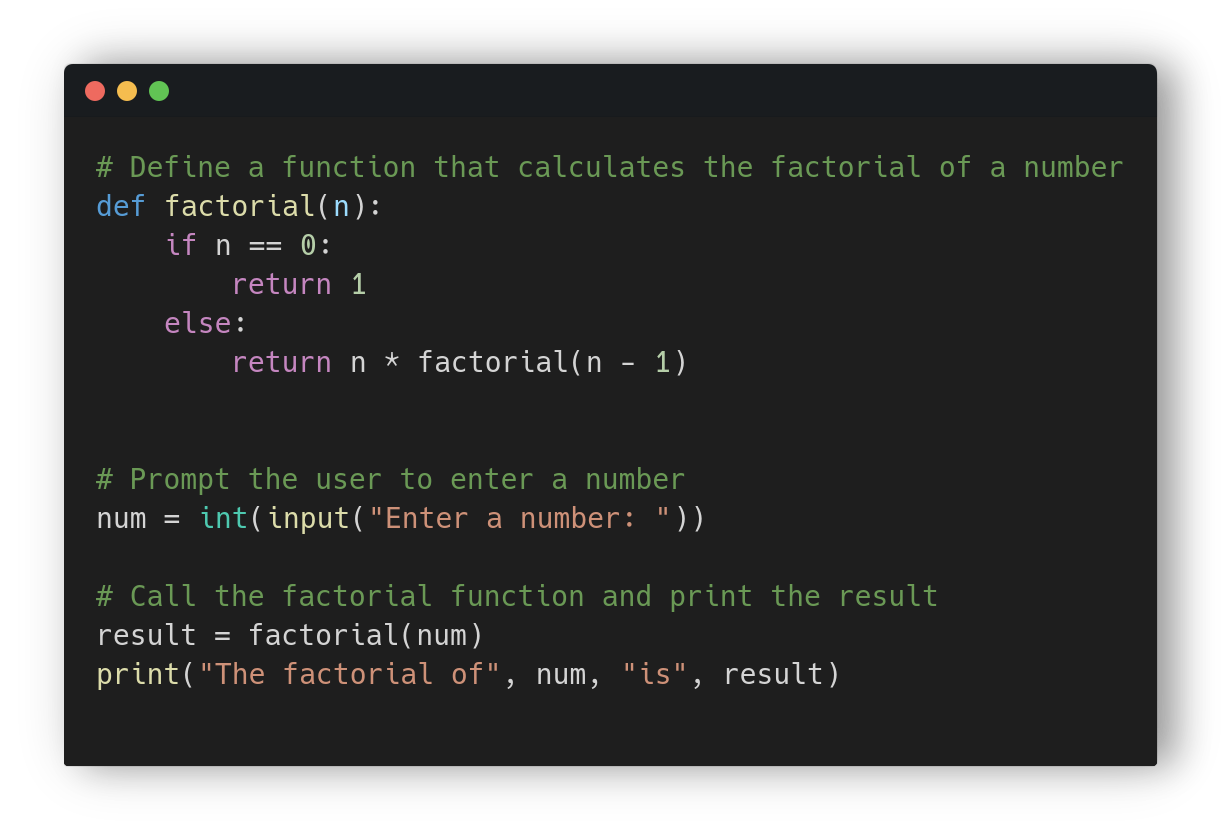 # Define a function that calculates the factorial of a number
def factorial(n):
    if n == 0:
        return 1
    else:
        return n * factorial(n - 1)
# Prompt the user to enter a number
num = int(input("Enter a number: "))
# Call the factorial function and print the result
result = factorial(num)
print("The factorial of", num, "is", result)